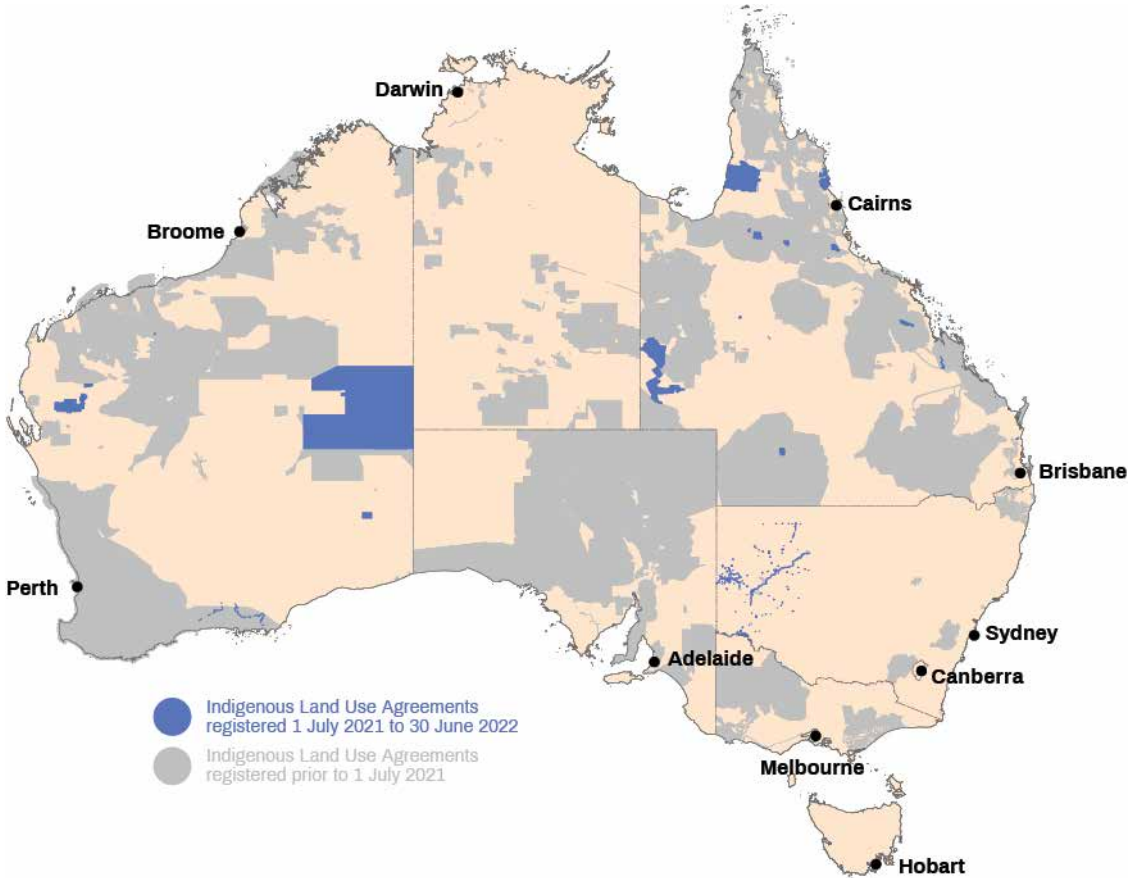 Darwin
Cairns
Broome
Brisbane
Perth
Sydney
Adelaide
Canberra
Indigenous Land Use Agreements
registered 1 July 2021 to 30 June 2022
Indigenous Land Use Agreements
registered prior to 1 July 2021
Melbourne
Hobart